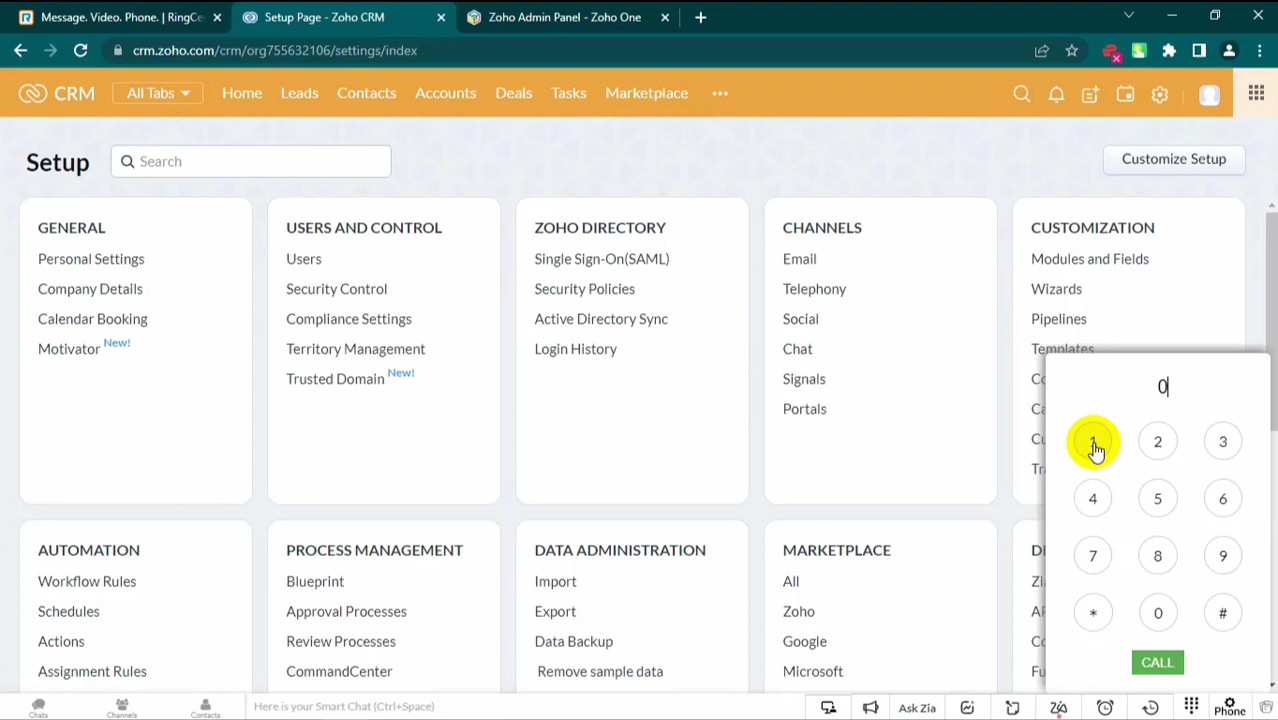 Message. Video. Phone. | RingCe
Setup Page - Zoho CRM
Zoho Admin Panel - Zoho One
crm.zoho.com/crm/org755632106/settings/index
CRM
All Tabs
Home
Leads
Contacts
Accounts
Deals
Tasks
Marketplace
Setup
Search
Customize Setup
GENERAL
Personal Settings
Company Details
Calendar Booking
Motivator New!
USERS AND CONTROL
Users
Security Control
Compliance Settings
Territory Management
Trusted Domain New!
ZOHO DIRECTORY
Single Sign-On(SAML)
Security Policies
Active Directory Sync
Login History
CHANNELS
Email
Telephony
Social
Chat
Signals
Portals
CUSTOMIZATION
Modules and Fields
Wizards
Pipelines
Templates
Cu
Ca
Cu
Tra
0
1 2 3
4 5 6
7 8 9
* 0 #
CALL
AUTOMATION
Workflow Rules
Schedules
Actions
Assignment Rules
PROCESS MANAGEMENT
Blueprint
Approval Processes
Review Processes
CommandCenter
DATA ADMINISTRATION
Import
Export
Data Backup
Remove sample data
MARKETPLACE
All
Zoho
Google
Microsoft
Chats
Channels
Contacts
Here is your Smart Chat (Ctrl+Space)
Ask Zia
Phone